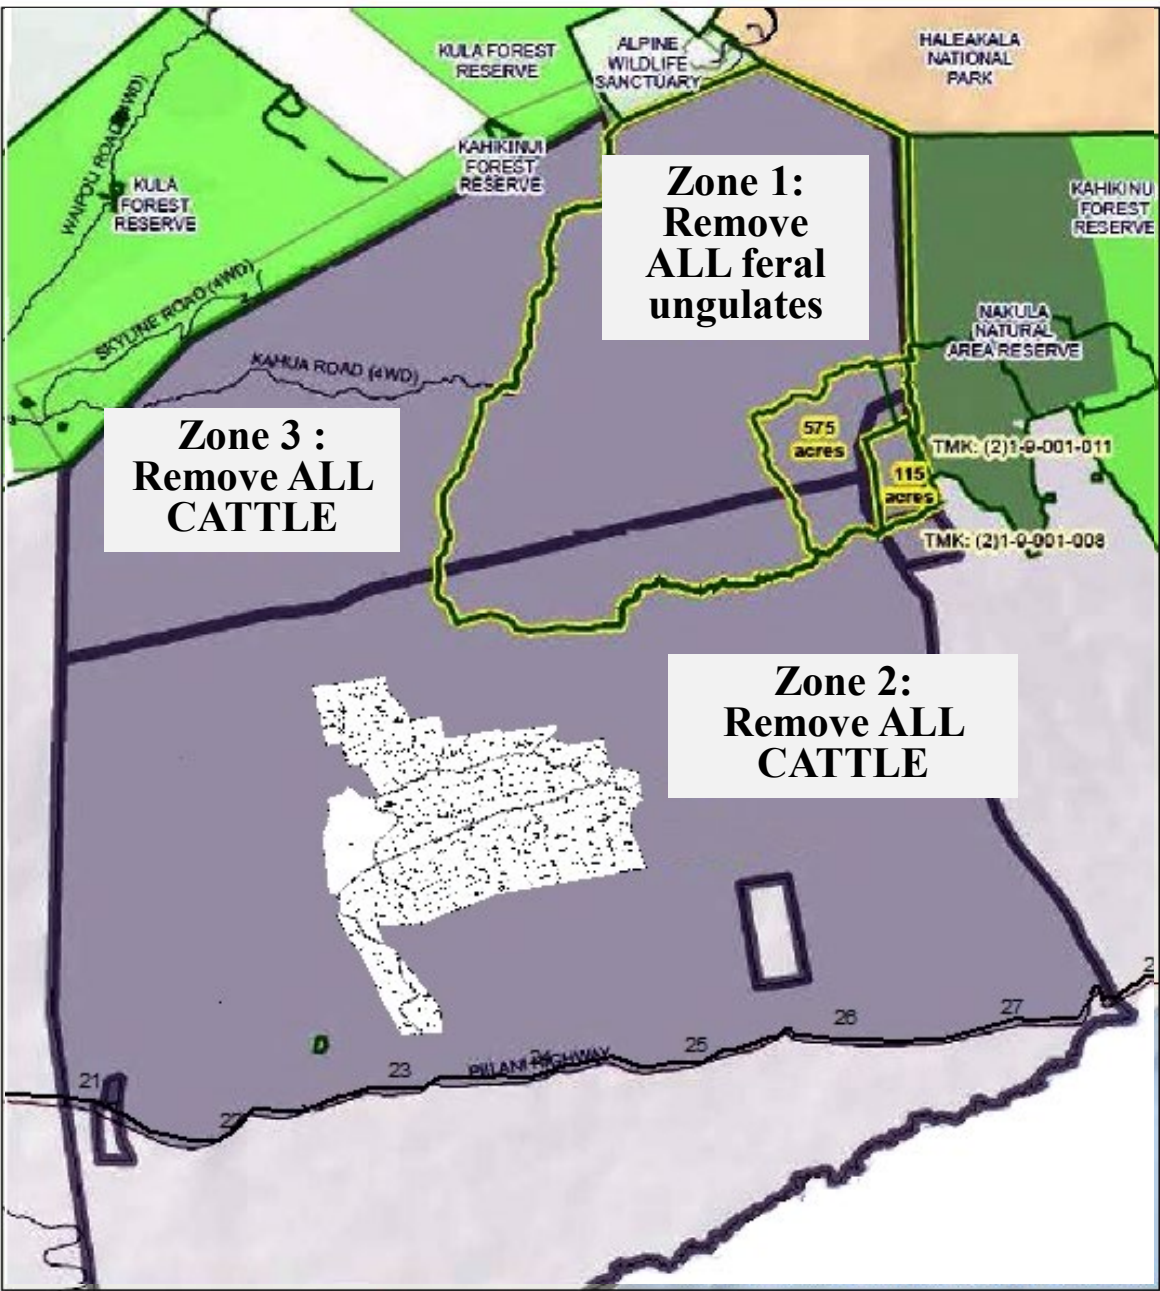 KULA FOREST
RESERVE
ALPINE
WILDLIFE
SANCTUARY
HALEAKALA
NATIONAL
PARK
WAIPOLI ROAD (4WD)
KAHIKINUI
FOREST
RESERVE
KULA
FOREST
RESERVE
Zone 1:
Remove
ALL feral
ungulates
KAHIKINU
FOREST
RESERVE
SKYLINE ROAD (4WD)
NAKULA
NATURAL
AREA RESERVE
KAHUA ROAD (4WD)
Zone 3 :
Remove ALL
CATTLE
575
acres
TMK: (2)1-9-001-011
115
acres
TMK: (2)1-9-001-008
Zone 2:
Remove ALL
CATTLE
D
21
22
23
24
25
26
27
2
PIILANI HIGHWAY